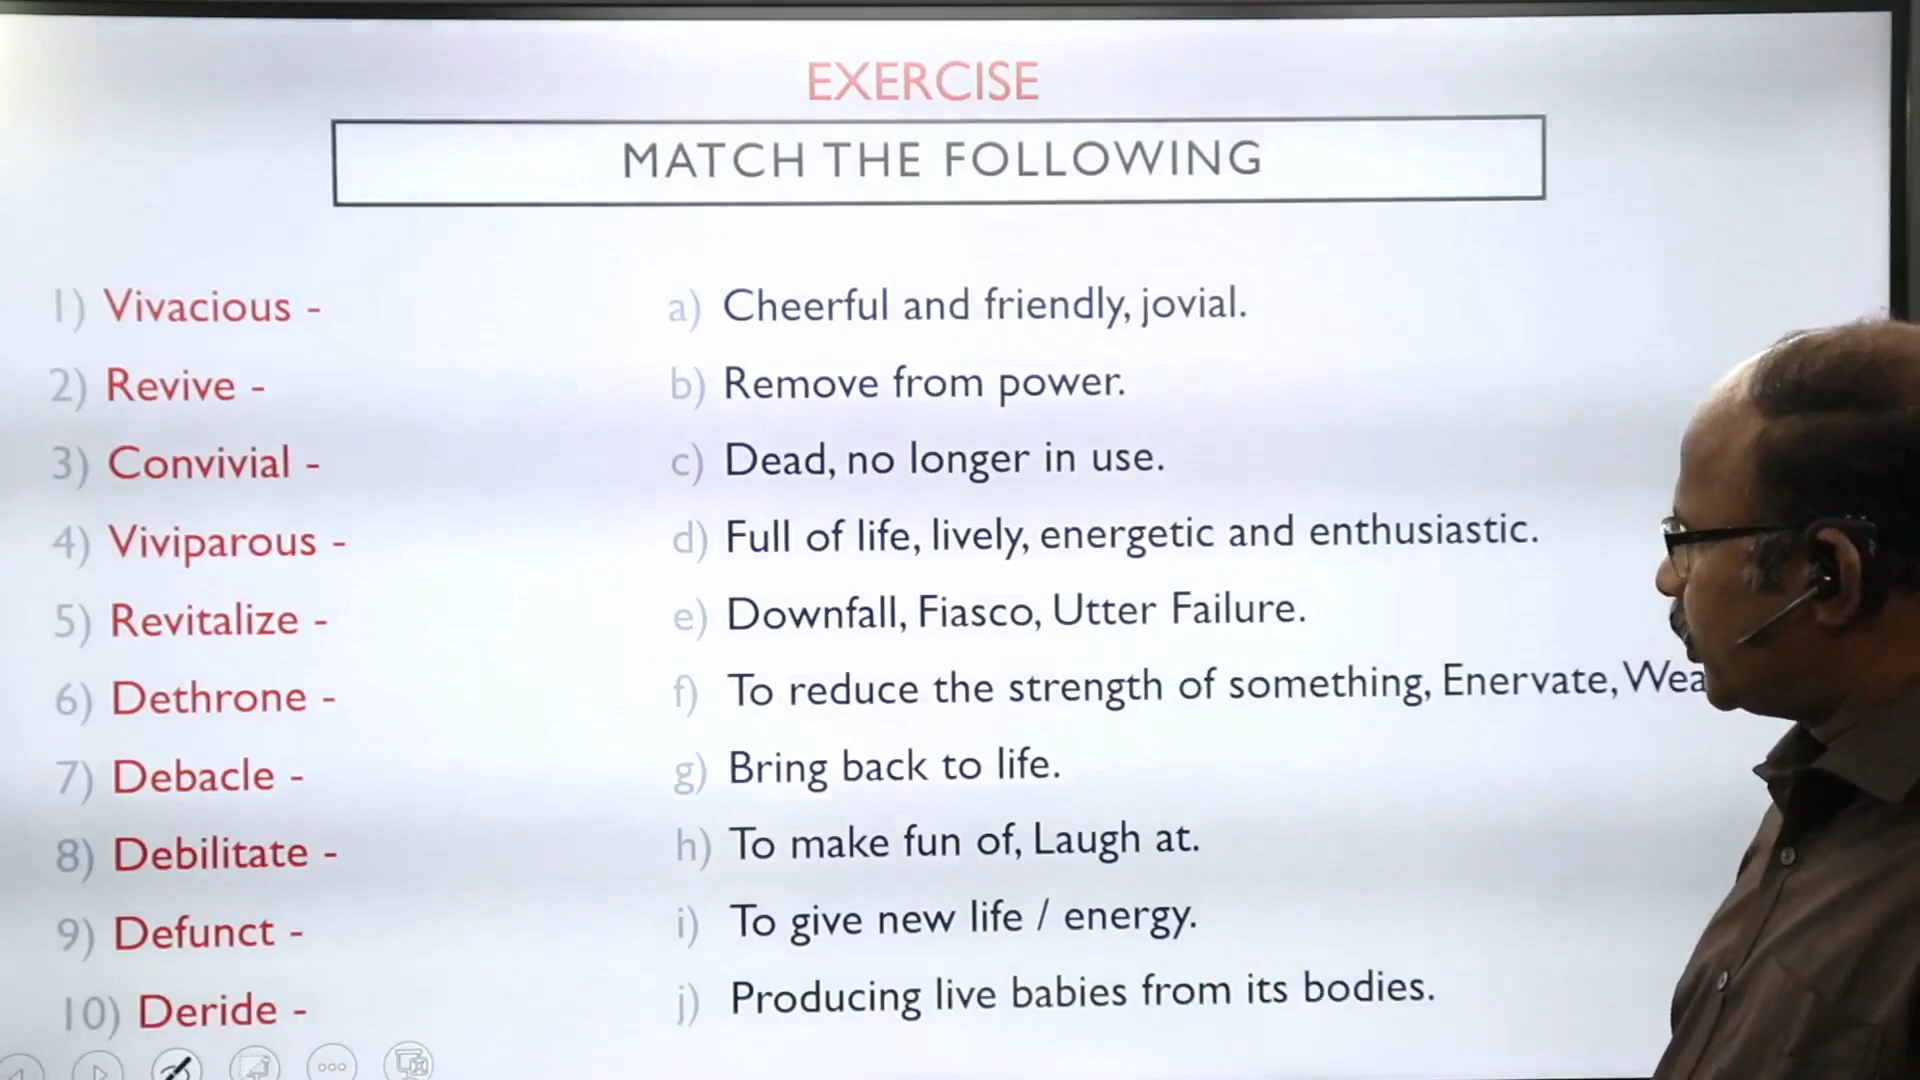 EXERCISE
MATCH THE FOLLOWING
1) Vivacious - a) Cheerful and friendly, jovial.
2) Revive - b) Remove from power.
3) Convivial - c) Dead, no longer in use.
4) Viviparous - d) Full of life, lively, energetic and enthusiastic.
5) Revitalize - e) Downfall, Fiasco, Utter Failure.
6) Dethrone - f) To reduce the strength of something, Enervate,
7) Debacle - g) Bring back to life.
8) Debilitate - h) To make fun of, Laugh at.
9) Defunct - i) To give new life / energy.
10) Deride - j) Producing live babies from its bodies.